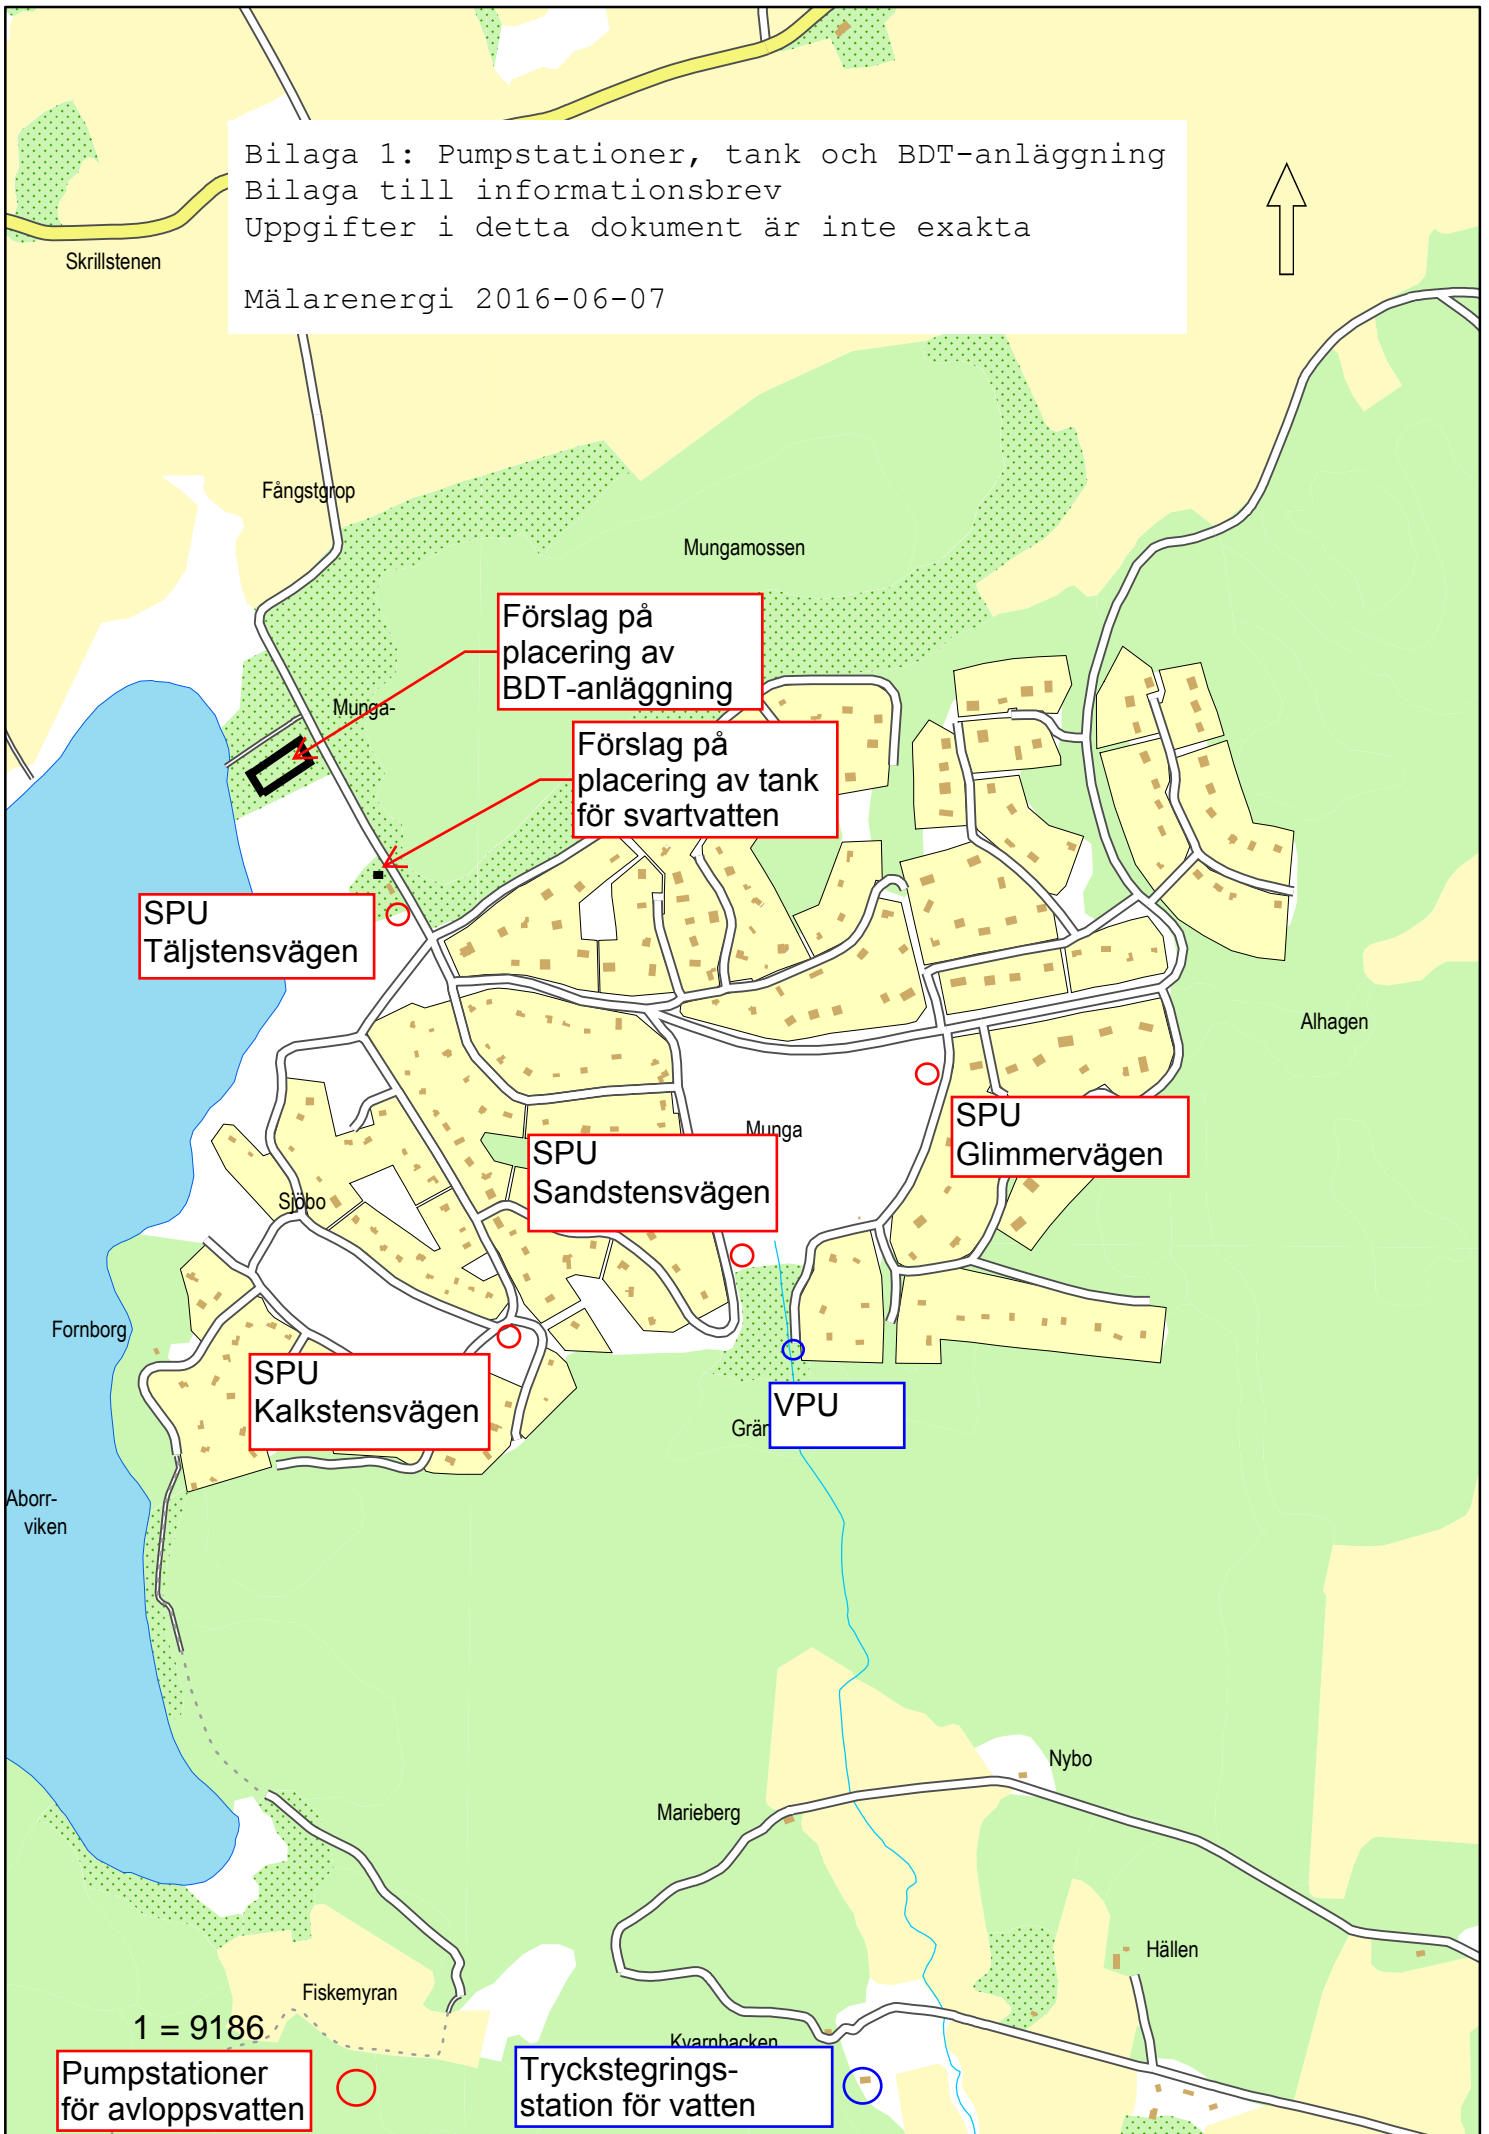 Bilaga 1: Pumpstationer, tank och BDT-anläggning
Bilaga till informationsbrev
Uppgifter i detta dokument är inte exakta
Mälarenergi 2016-06-07
Skrillstenen
Fångstgrop
Mungamossen
Förslag på
placering av
BDT-anläggning
Munga-
Förslag på
placering av tank
för svartvatten
SPU
Täljstensvägen
Alhagen
Munga
SPU
Glimmervägen
SPU
Sandstensvägen
Sjöbo
Fornborg
SPU
Kalkstensvägen
VPU
Grän
Aborr-
viken
Nybo
Marieberg
Hällen
Fiskemyran
1 = 9186
Kvarnbacken
Pumpstationer
för avloppsvatten
Tryckstegrings-
station för vatten